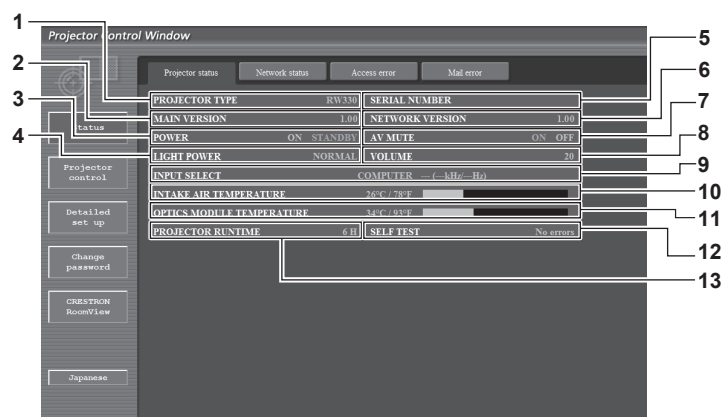 Projector Control Window
Projector status
Network status
Access error
Mail error
1
2
3
4
5
6
7
8
9
10
11
12
13
PROJECTOR TYPE RW330
SERIAL NUMBER
MAIN VERSION 1.00
NETWORK VERSION 1.00
POWER ON STANDBY
AV MUTE ON OFF
LIGHT POWER NORMAL
VOLUME 20
INPUT SELECT COMPUTER --- (---kHz/---Hz)
INTAKE AIR TEMPERATURE 26°C / 78°F
OPTICS MODULE TEMPERATURE 34°C / 93°F
PROJECTOR RUNTIME 6 H
SELF TEST No errors
Status
Projector
control
Detailed
set up
Change
password
CRESTRON
RoomView
Japanese